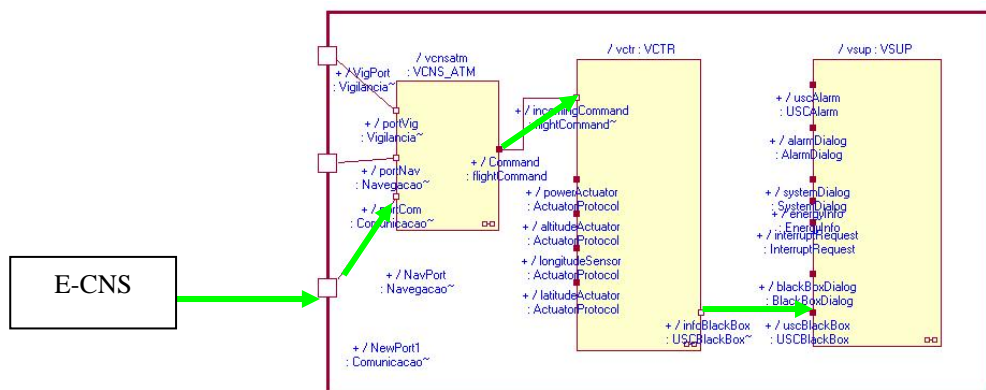 E-CNS
+ / VigPort
: Vigilancia~
/ vcnsatm
: VCNS_ATM
+ / portVig
: Vigilancia~
+ / portNav
: Navegacao~
+ / portCom
: Comunicacao~
+ / NavPort
: Navegacao~
+ / NewPort1
: Comunicacao~
+ / Command
: flightCommand
/ vctr : VCTR
+ / incomingCommand
: flightCommand~
+ / powerActuator
: ActuatorProtocol
+ / altitudeActuator
: ActuatorProtocol
+ / longitudeSensor
: ActuatorProtocol
+ / latitudeActuator
: ActuatorProtocol
+ / infoBlackBox
: USCBlackBox~
/ vsup : VSUP
+ / uscAlarm
: USCAlarm
+ / alarmDialog
: AlarmDialog
+ / systemDialog
: SystemDialog
+ / energyInfo
: EnergyInfo
+ / interruptRequest
: InterruptRequest
+ / blackBoxDialog
: BlackBoxDialog
+ / uscBlackBox
: USCBlackBox